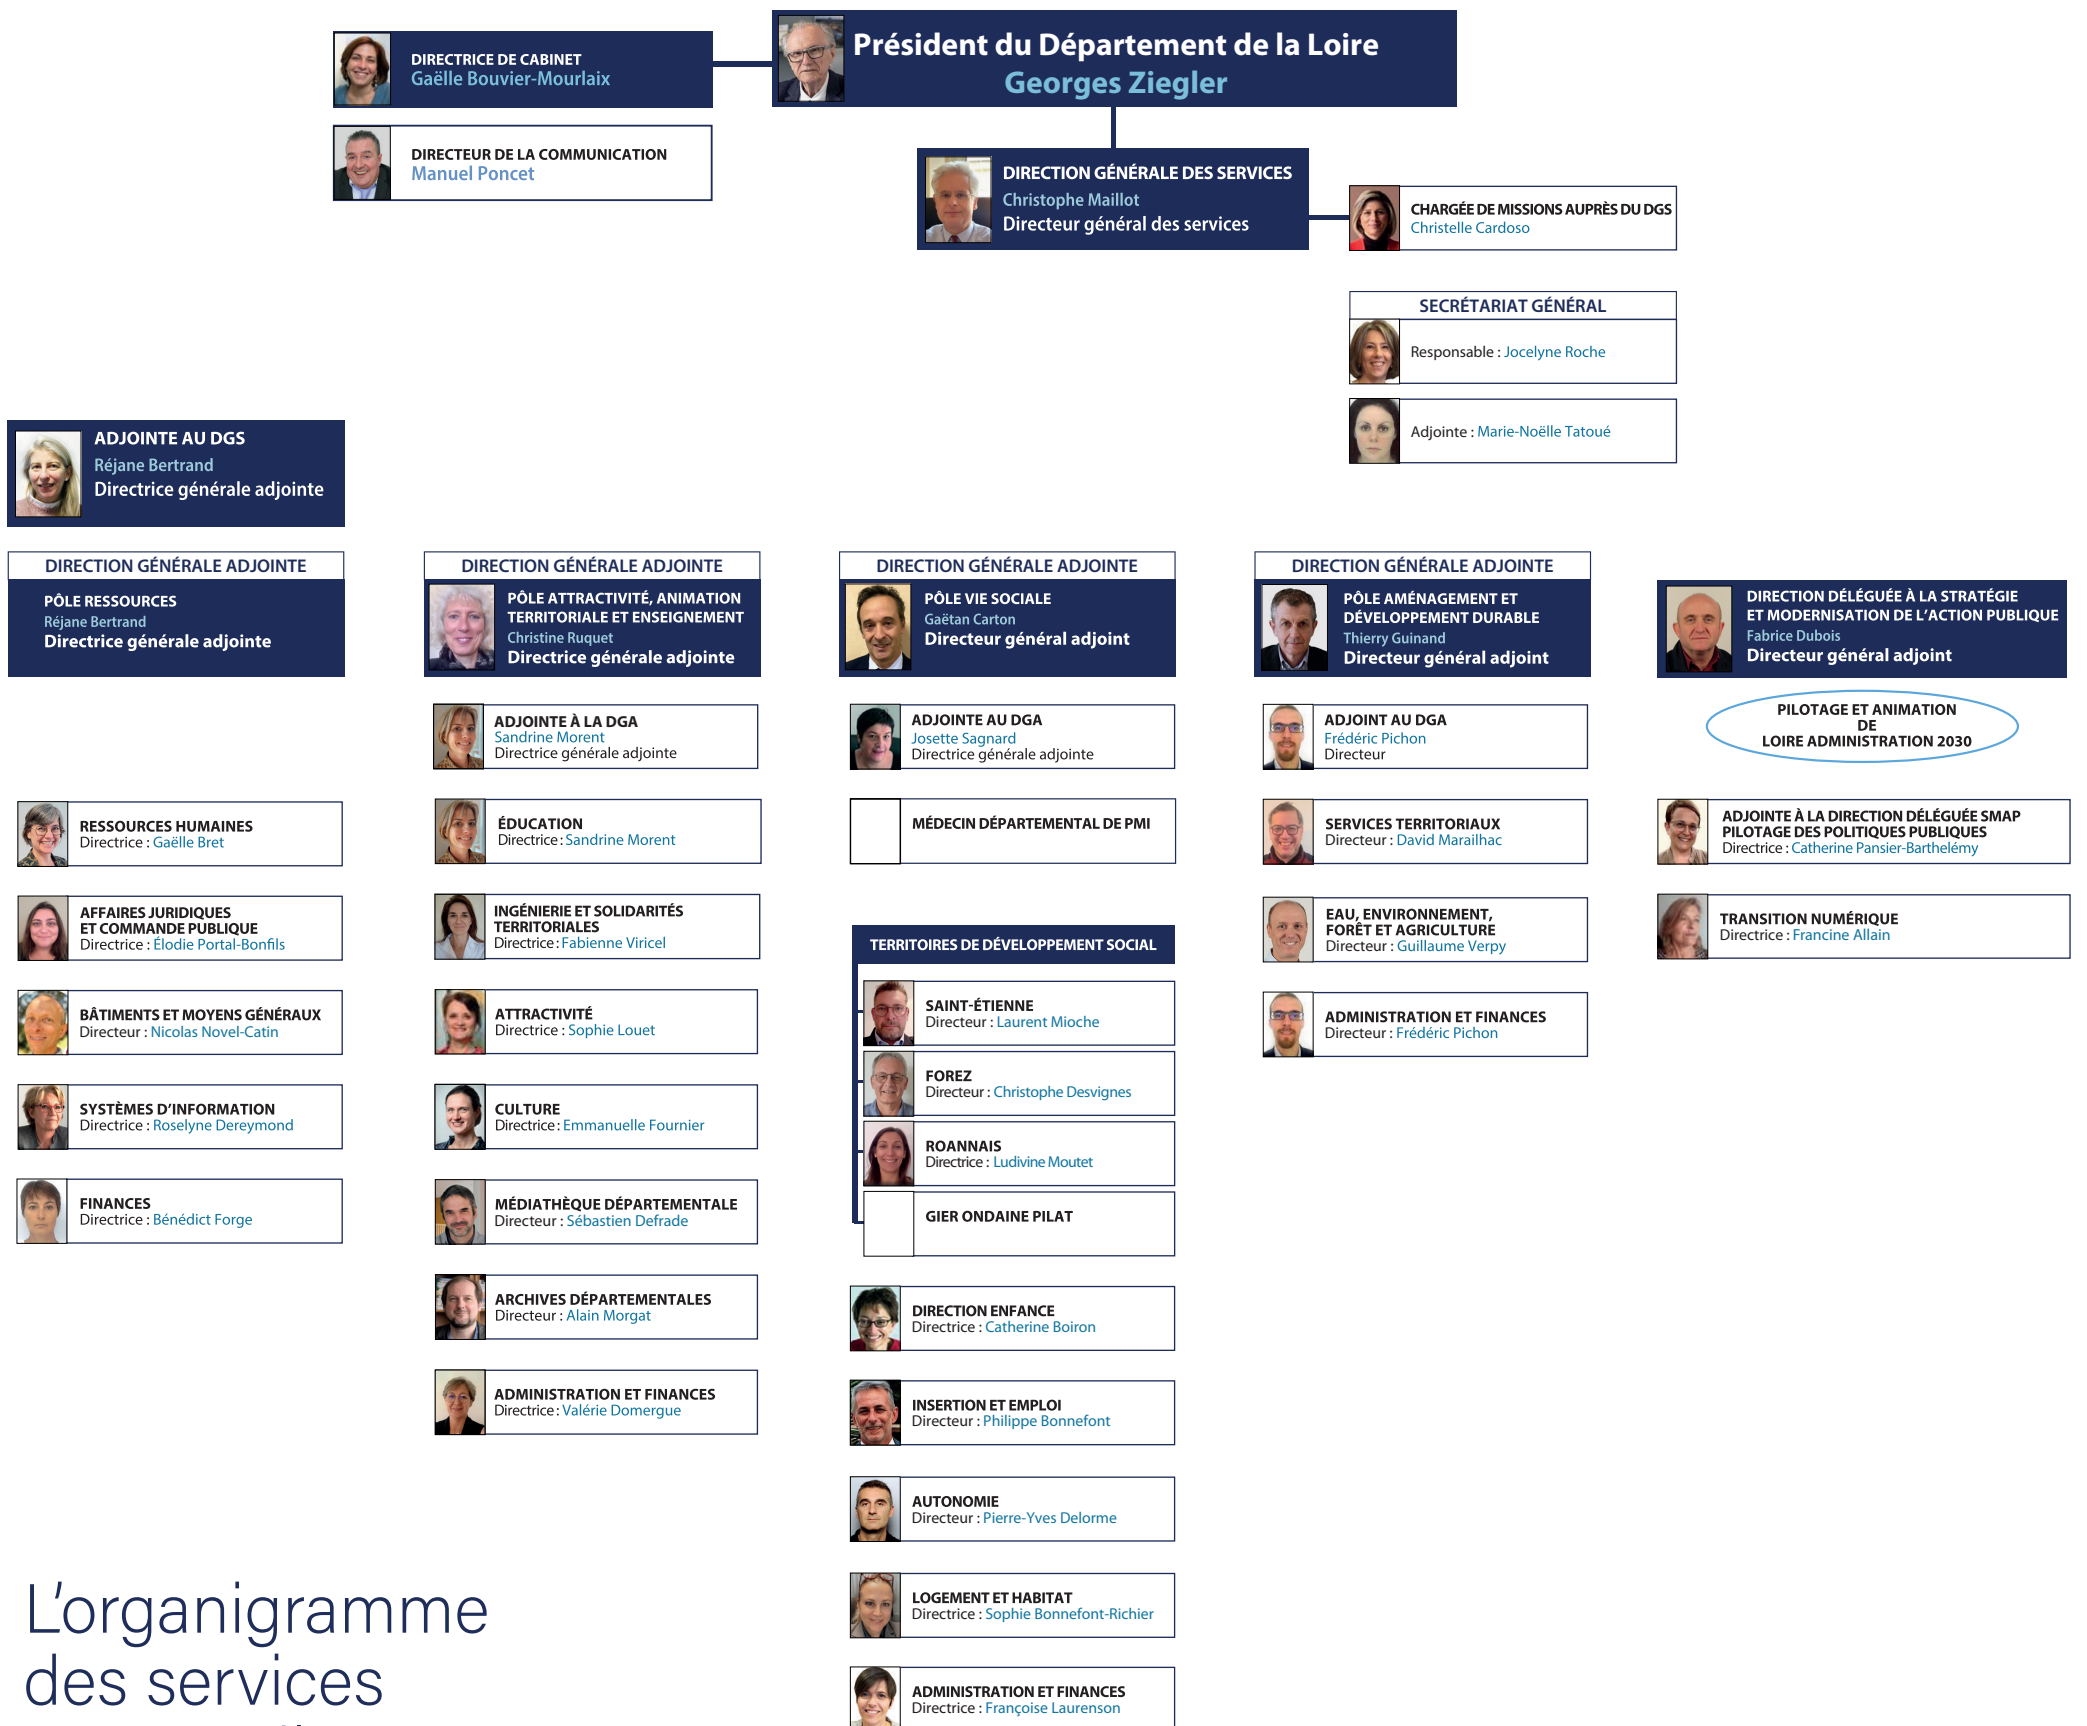 DIRECTRICE DE CABINET
Gaëlle Bouvier-Mourlaix
Président du Département de la Loire
Georges Ziegler
DIRECTEUR DE LA COMMUNICATION
Manuel Poncet
DIRECTION GÉNÉRALE DES SERVICES
Christophe Maillot
Directeur général des services
CHARGÉE DE MISSIONS AUPRÈS DU DGS
Christelle Cardoso
SECRÉTARIAT GÉNÉRAL
Responsable : Jocelyne Roche
Adjointe : Marie-Noëlle Tatoué
ADJOINTE AU DGS
Réjane Bertrand
Directrice générale adjointe
DIRECTION GÉNÉRALE ADJOINTE
PÔLE RESSOURCES
Réjane Bertrand
Directrice générale adjointe
RESSOURCES HUMAINES
Directrice : Gaëlle Bret
AFFAIRES JURIDIQUES
ET COMMANDE PUBLIQUE
Directrice : Élodie Portal-Bonfils
BÂTIMENTS ET MOYENS GÉNÉRAUX
Directeur : Nicolas Novel-Catin
SYSTÈMES D'INFORMATION
Directrice : Roselyne Dereymond
FINANCES
Directrice : Bénédict Forge
DIRECTION GÉNÉRALE ADJOINTE
PÔLE ATTRACTIVITÉ, ANIMATION
TERRITORIALE ET ENSEIGNEMENT
Christine Ruquet
Directrice générale adjointe
ADJOINTE À LA DGA
Sandrine Morent
Directrice générale adjointe
ÉDUCATION
Directrice : Sandrine Morent
INGÉNIERIE ET SOLIDARITÉS
TERRITORIALES
Directrice : Fabienne Viricel
ATTRACTIVITÉ
Directrice : Sophie Louet
CULTURE
Directrice : Emmanuelle Fournier
MÉDIATHÈQUE DÉPARTEMENTALE
Directeur : Sébastien Defrade
ARCHIVES DÉPARTEMENTALES
Directeur : Alain Morgat
ADMINISTRATION ET FINANCES
Directrice : Valérie Domergue
DIRECTION GÉNÉRALE ADJOINTE
PÔLE VIE SOCIALE
Gaëtan Carton
Directeur général adjoint
ADJOINTE AU DGA
Josette Sagnard
Directrice générale adjointe
MÉDECIN DÉPARTEMENTAL DE PMI
TERRITOIRES DE DÉVELOPPEMENT SOCIAL
SAINT-ÉTIENNE
Directeur : Laurent Mioche
FOREZ
Directeur : Christophe Desvignes
ROANNAIS
Directrice : Ludivine Moutet
GIER ONDAINE PILAT
DIRECTION ENFANCE
Directrice : Catherine Boiron
INSERTION ET EMPLOI
Directeur : Philippe Bonnefont
AUTONOMIE
Directeur : Pierre-Yves Delorme
LOGEMENT ET HABITAT
Directrice : Sophie Bonnefont-Richier
ADMINISTRATION ET FINANCES
Directrice : Françoise Laurenson
DIRECTION GÉNÉRALE ADJOINTE
PÔLE AMÉNAGEMENT ET
DÉVELOPPEMENT DURABLE
Thierry Guinand
Directeur général adjoint
ADJOINT AU DGA
Frédéric Pichon
Directeur
SERVICES TERRITORIAUX
Directeur : David Marailhac
EAU, ENVIRONNEMENT,
FORÊT ET AGRICULTURE
Directeur : Guillaume Verpy
ADMINISTRATION ET FINANCES
Directeur : Frédéric Pichon
DIRECTION DÉLÉGUÉE À LA STRATÉGIE
ET MODERNISATION DE L'ACTION PUBLIQUE
Fabrice Dubois
Directeur général adjoint
PILOTAGE ET ANIMATION
DE
LOIRE ADMINISTRATION 2030
ADJOINTE À LA DIRECTION DÉLÉGUÉE SMAP
PILOTAGE DES POLITIQUES PUBLIQUES
Directrice : Catherine Pansier-Barthelémy
TRANSITION NUMÉRIQUE
Directrice : Francine Allain
L'organigramme
des services